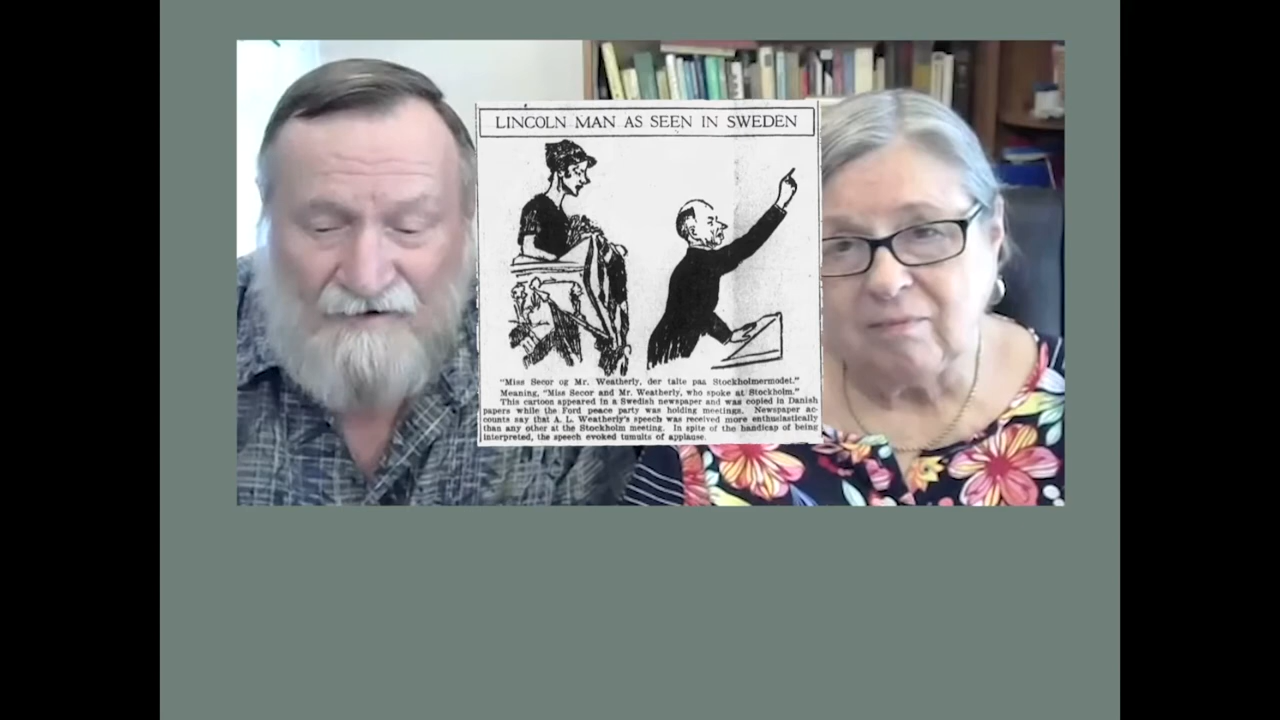 LINCOLN MAN AS SEEN IN SWEDEN
"Miss Secor og Mr. Weatherly, der talte paa Stockholmermodet."
Meaning, "Miss Secor and Mr. Weatherly, who spoke at Stockholm."
This cartoon appeared in a Swedish newspaper and was copied in Danish
papers while the Ford peace party was holding meetings. Newspaper ac-
counts say that A. L. Weatherly's speech was received more enthusiastically
than any other at the Stockholm meeting. In spite of the handicap of being
interpreted, the speech evoked tumults of applause.